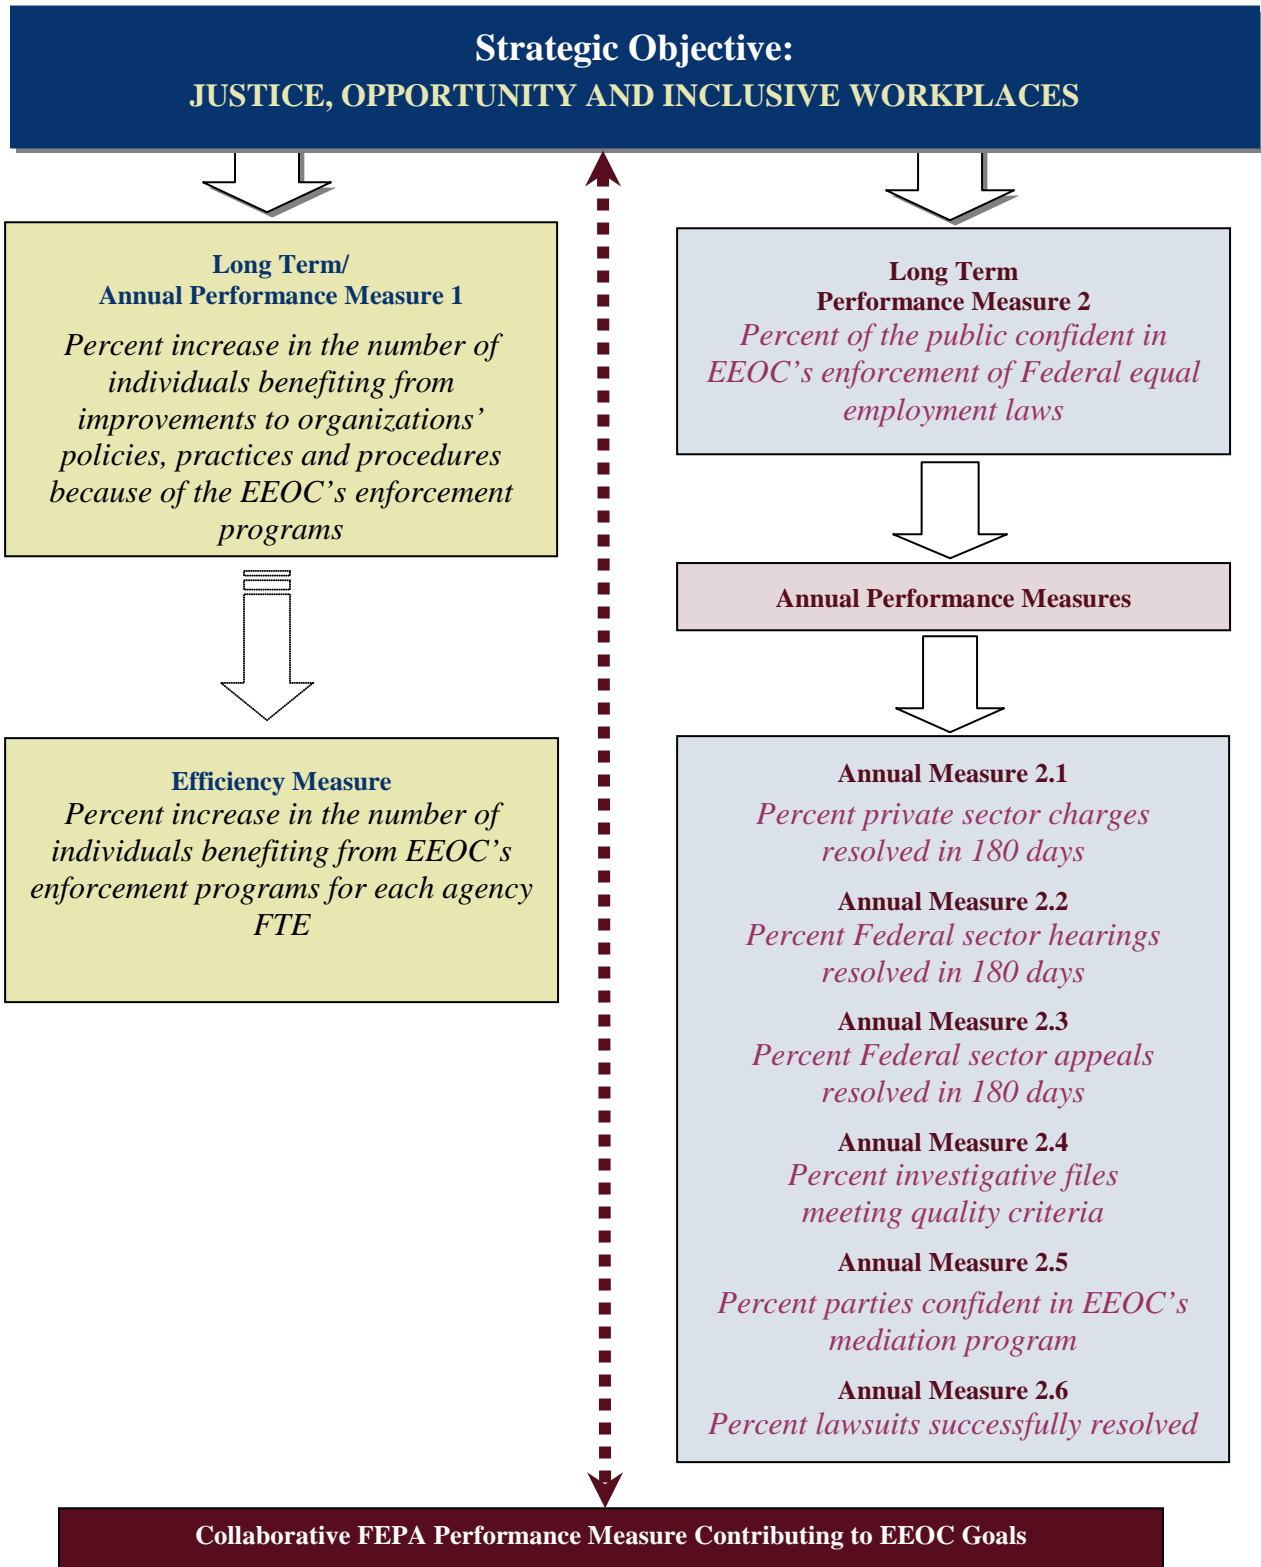 Strategic Objective:
JUSTICE, OPPORTUNITY AND INCLUSIVE WORKPLACES
Long Term/
Annual Performance Measure 1
Percent increase in the number of
individuals benefiting from
improvements to organizations’
policies, practices and procedures
because of the EEOC’s enforcement
programs
Efficiency Measure
Percent increase in the number of
individuals benefiting from EEOC’s
enforcement programs for each agency
FTE
Long Term
Performance Measure 2
Percent of the public confident in
EEOC’s enforcement of Federal equal
employment laws
Annual Performance Measures
Annual Measure 2.1
Percent private sector charges
resolved in 180 days
Annual Measure 2.2
Percent Federal sector hearings
resolved in 180 days
Annual Measure 2.3
Percent Federal sector appeals
resolved in 180 days
Annual Measure 2.4
Percent investigative files
meeting quality criteria
Annual Measure 2.5
Percent parties confident in EEOC’s
mediation program
Annual Measure 2.6
Percent lawsuits successfully resolved
Collaborative FEPA Performance Measure Contributing to EEOC Goals